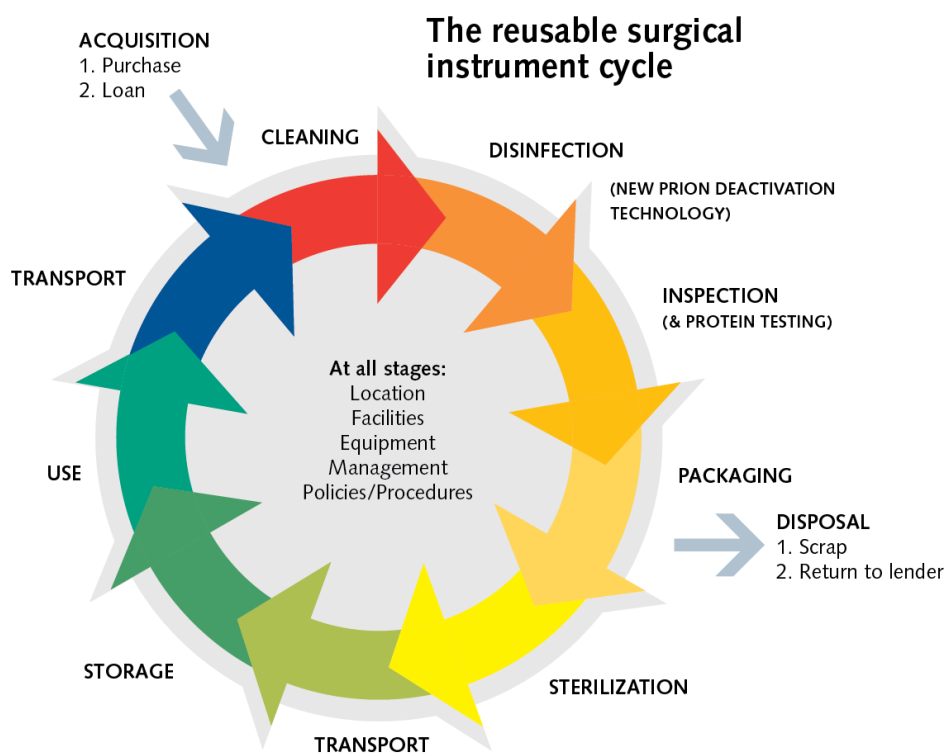 The reusable surgical
instrument cycle
ACQUISITION
1. Purchase
2. Loan
CLEANING
DISINFECTION
(NEW PRION DEACTIVATION
TECHNOLOGY)
INSPECTION
(& PROTEIN TESTING)
PACKAGING
DISPOSAL
1. Scrap
2. Return to lender
STERILIZATION
TRANSPORT
STORAGE
USE
TRANSPORT
At all stages:
Location
Facilities
Equipment
Management
Policies/Procedures